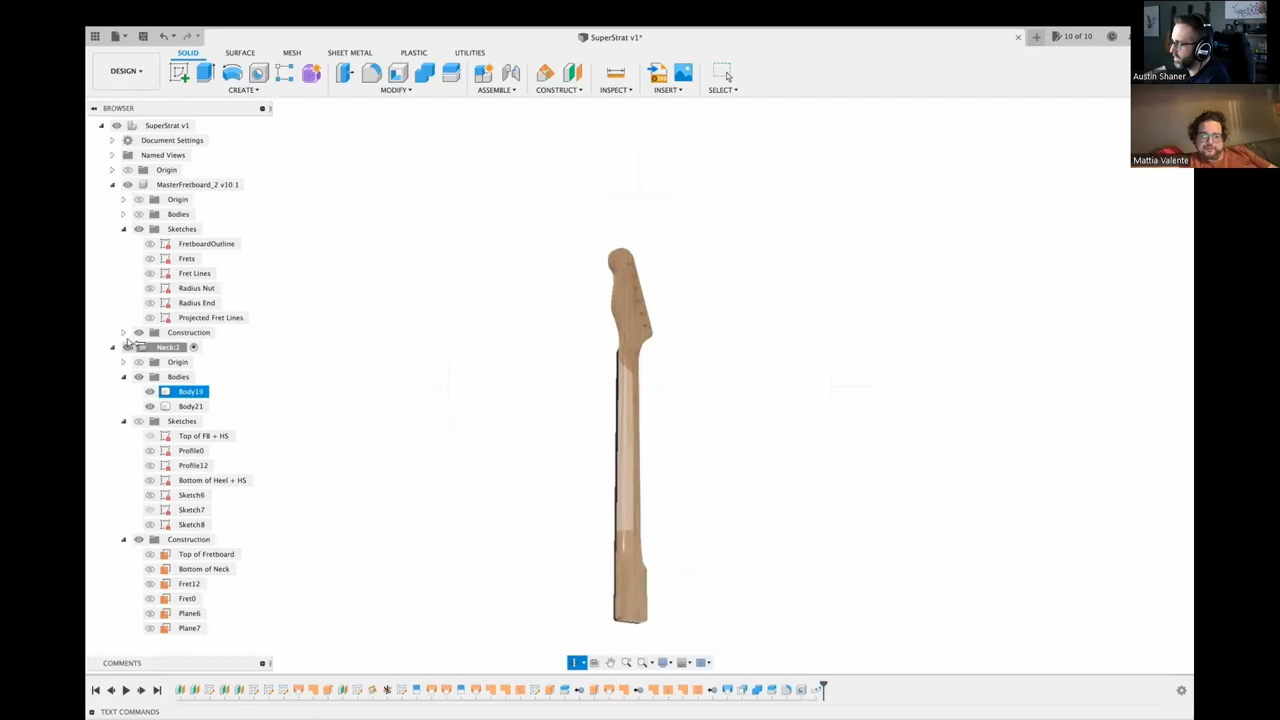 SuperStrat v1*
10 of 10
DESIGN
SOLID
SURFACE
MESH
SHEET METAL
PLASTIC
UTILITIES
CREATE
MODIFY
ASSEMBLE
CONSTRUCT
INSPECT
INSERT
SELECT
Austin Shaner
Mattia Valente
BROWSER
SuperStrat v1
Document Settings
Named Views
Origin
MasterFretboard_2 v10:1
Origin
Bodies
Sketches
FretboardOutline
Frets
Fret Lines
Radius Nut
Radius End
Projected Fret Lines
Construction
Neck:1
Origin
Bodies
Body19
Body21
Sketches
Top of FB + HS
Profile0
Profile12
Bottom of Heel + HS
Sketch6
Sketch7
Sketch8
Construction
Top of Fretboard
Bottom of Neck
Fret12
Fret0
Plane6
Plane7
COMMENTS
TEXT COMMANDS